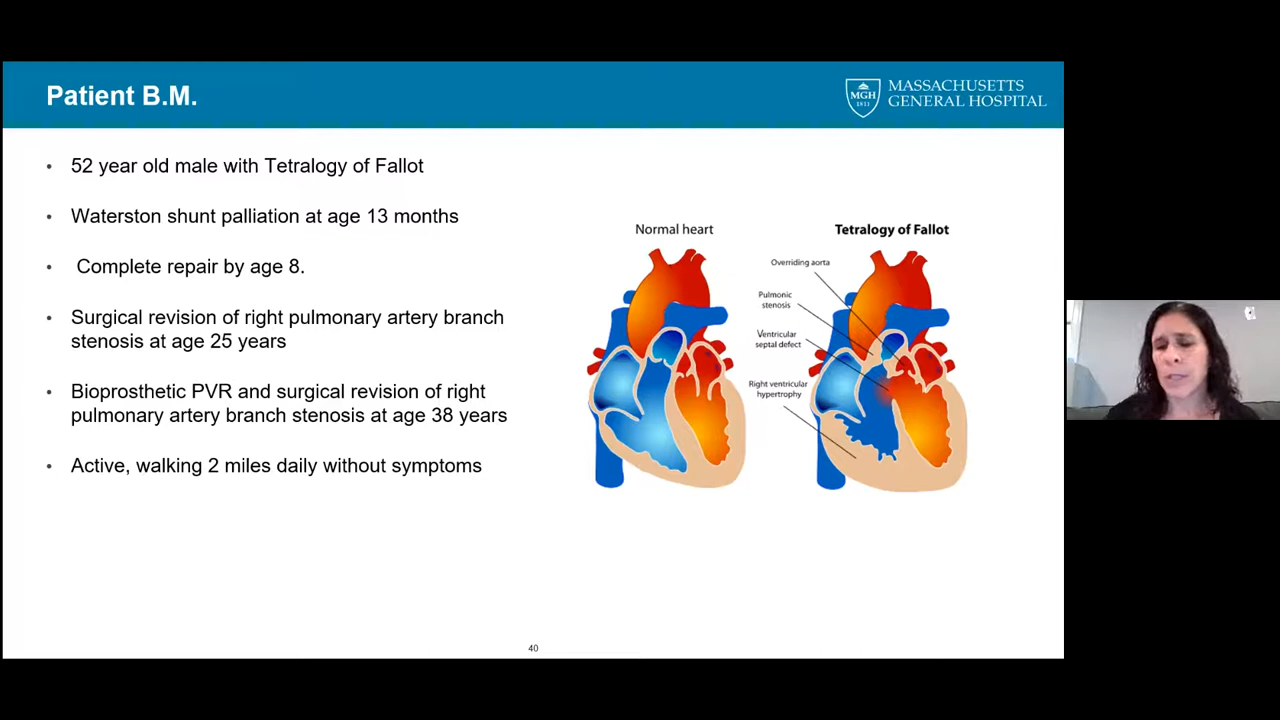 Patient B.M.
MGH
1811
MASSACHUSETTS
GENERAL HOSPITAL
• 52 year old male with Tetralogy of Fallot
• Waterston shunt palliation at age 13 months
• Complete repair by age 8.
• Surgical revision of right pulmonary artery branch
stenosis at age 25 years
• Bioprosthetic PVR and surgical revision of right
pulmonary artery branch stenosis at age 38 years
• Active, walking 2 miles daily without symptoms
Normal heart
Tetralogy of Fallot
Overriding aorta
Pulmonic
stenosis
Ventricular
septal defect
Right ventricular
hypertrophy
40